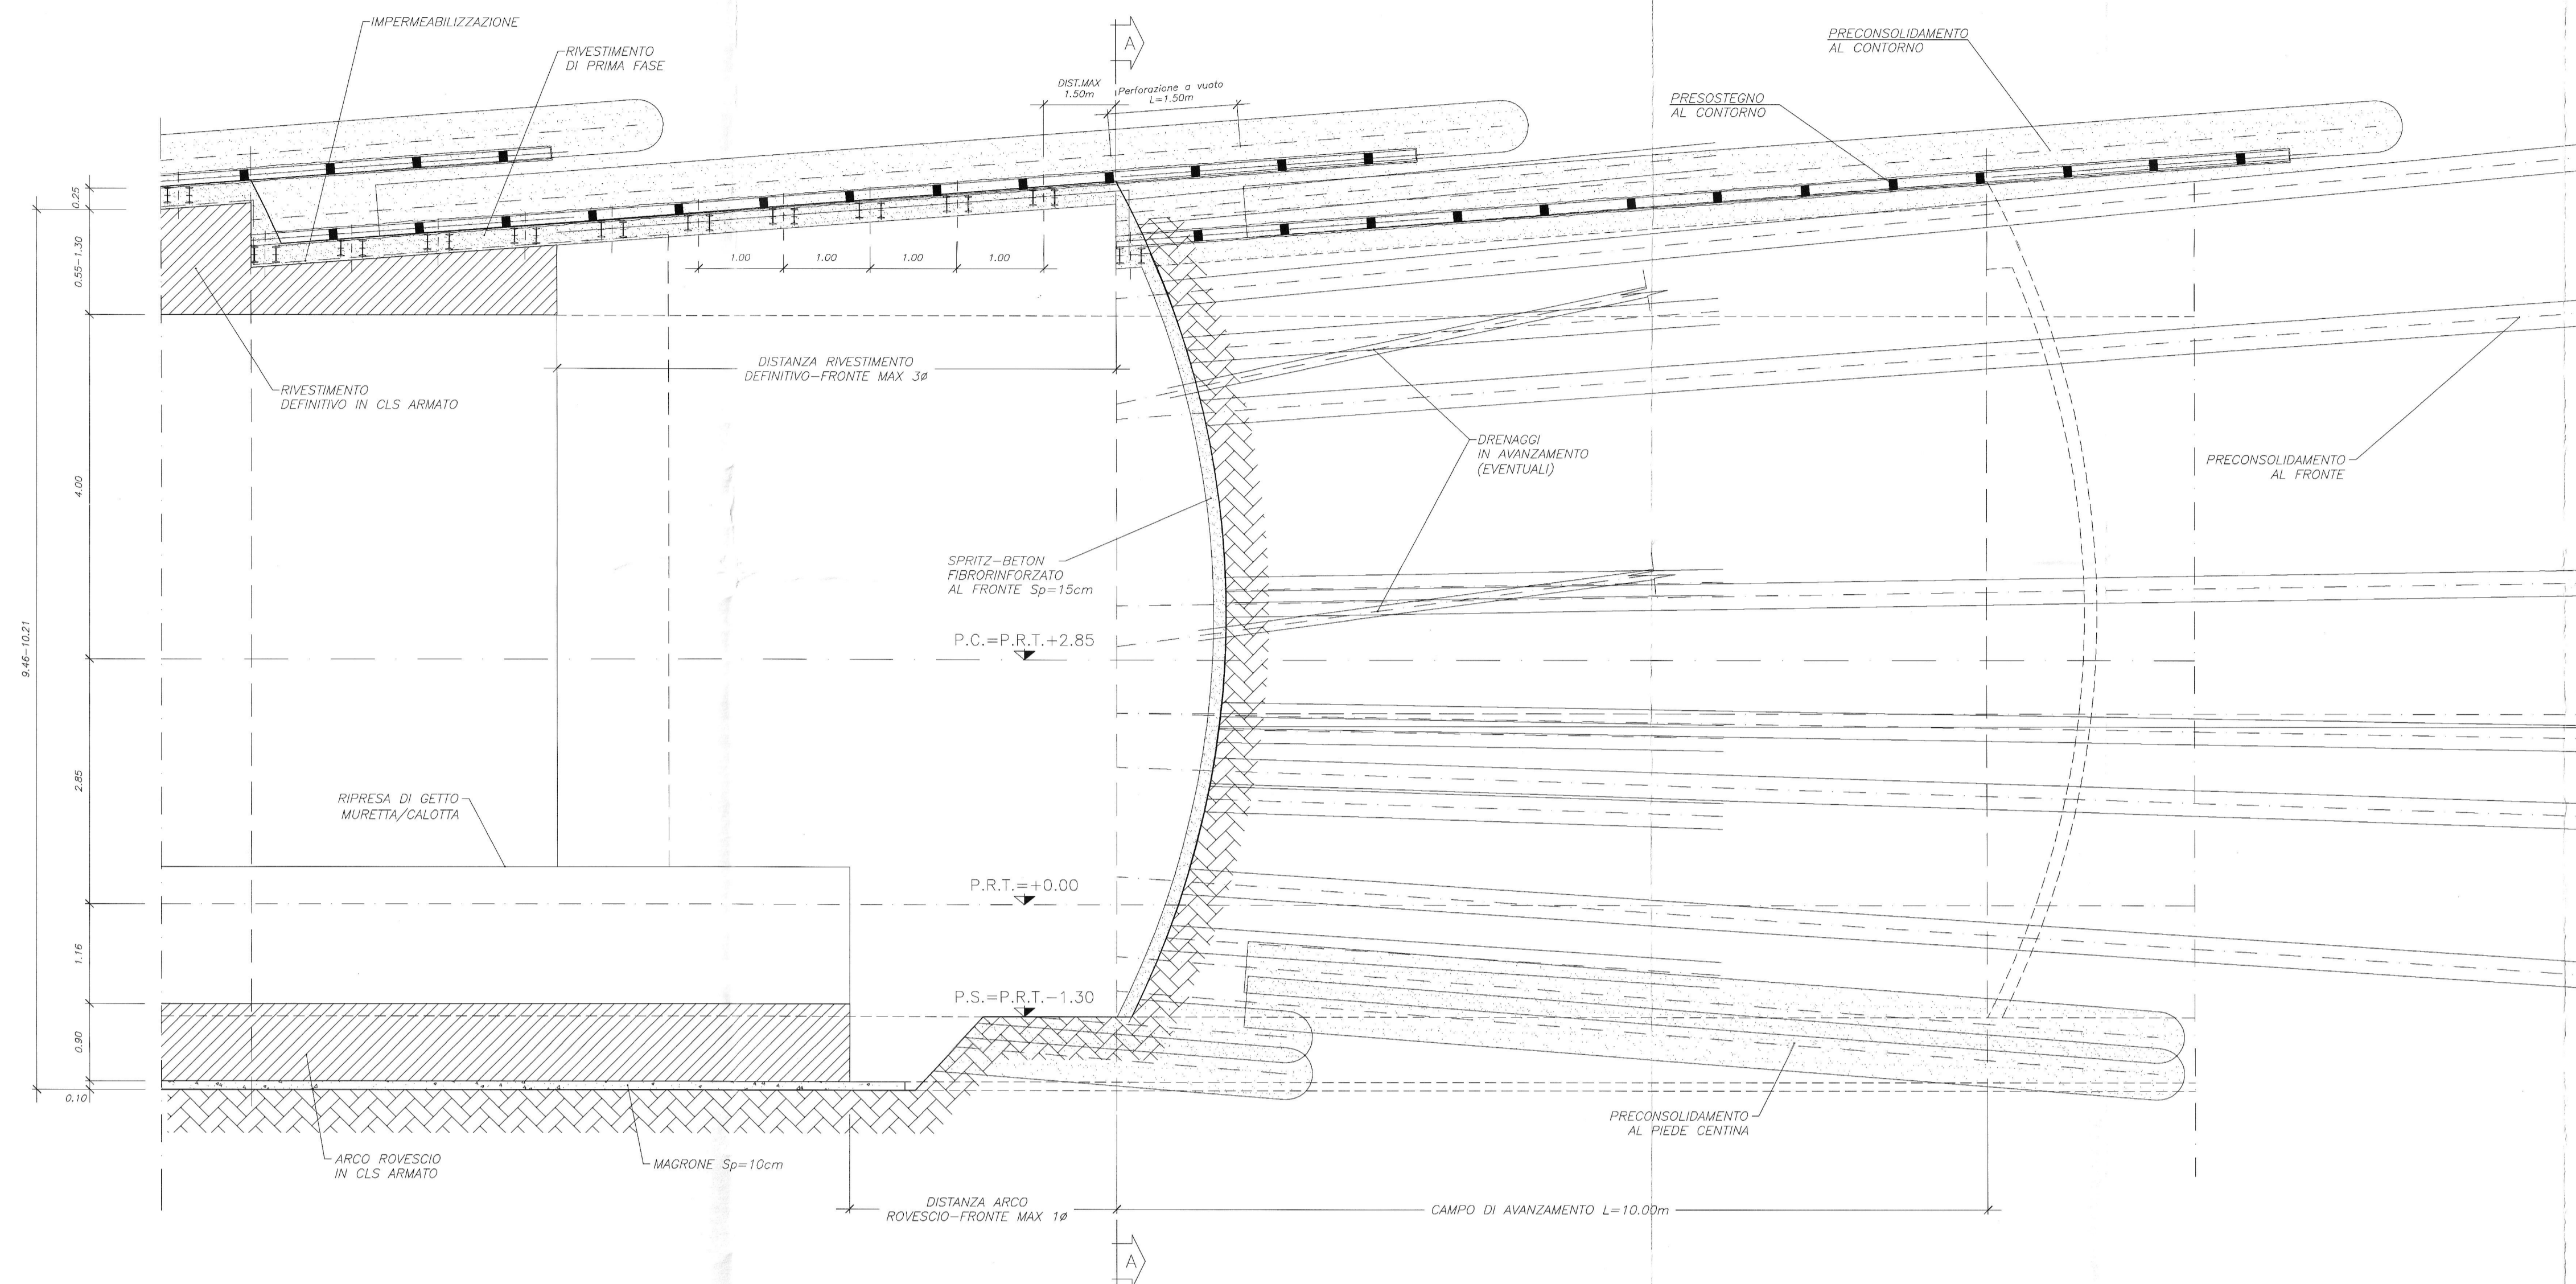 IMPERMEABILIZZAZIONE
RIVESTIMENTO
DI PRIMA FASE
A
DIST.MAX
1.50m
Perforazione a vuoto
L=1.50m
PRECONSOLIDAMENTO
AL CONTORNO
PRESOSTEGNO
AL CONTORNO
0.25
0.55-1.30
4.00
9.46-10.21
2.85
1.16
0.90
0.10
1.00
1.00
1.00
1.00
DISTANZA RIVESTIMENTO
DEFINITIVO-FRONTE MAX 3ø
RIVESTIMENTO
DEFINITIVO IN CLS ARMATO
DRENAGGI
IN AVANZAMENTO
(EVENTUALI)
PRECONSOLIDAMENTO
AL FRONTE
SPRITZ-BETON
FIBRORINFORZATO
AL FRONTE Sp=15cm
P.C.=P.R.T.+2.85
RIPRESA DI GETTO
MURETTA/CALOTTA
P.R.T.=+0.00
P.S.=P.R.T.-1.30
PRECONSOLIDAMENTO
AL PIEDE CENTINA
ARCO ROVESCIO
IN CLS ARMATO
MAGRONE Sp=10cm
DISTANZA ARCO
ROVESCIO-FRONTE MAX 1ø
CAMPO DI AVANZAMENTO L=10.00m
A